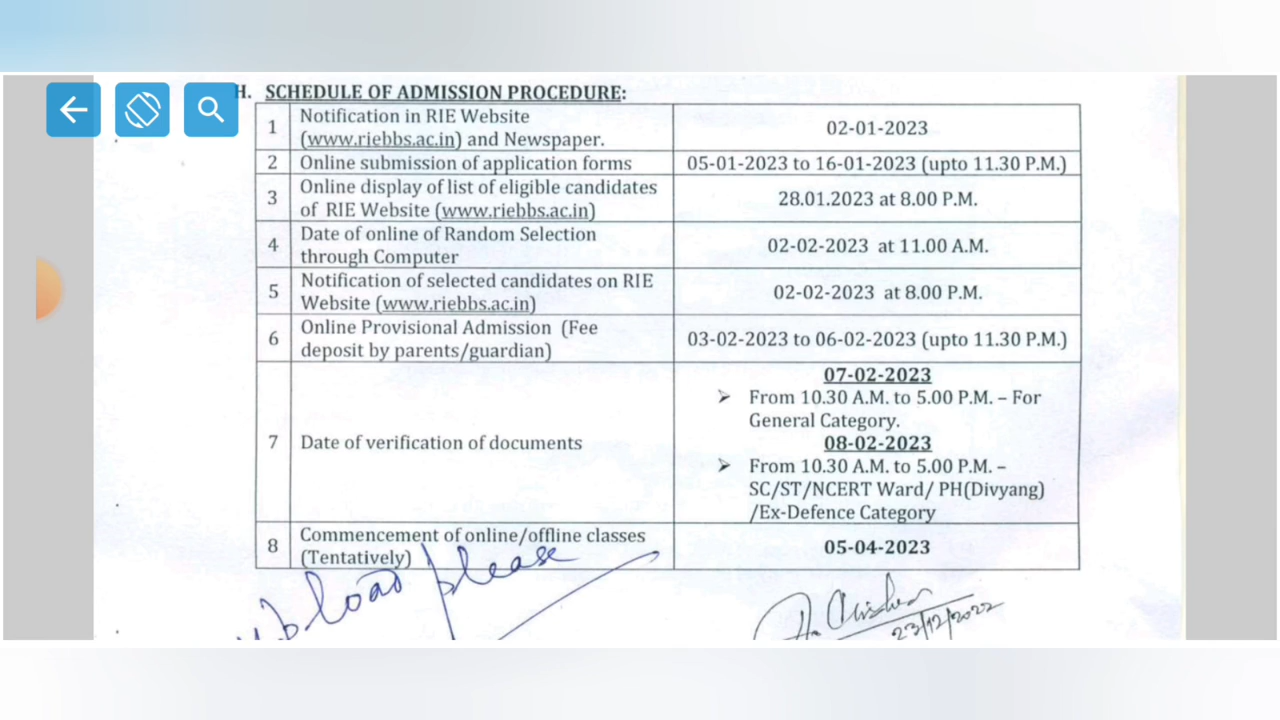 H. SCHEDULE OF ADMISSION PROCEDURE:
1 Notification in RIE Website
(www.riebbs.ac.in) and Newspaper.
02-01-2023
2 Online submission of application forms 05-01-2023 to 16-01-2023 (upto 11.30 P.M.)
3 Online display of list of eligible candidates
of RIE Website (www.riebbs.ac.in)
28.01.2023 at 8.00 P.M.
4 Date of online of Random Selection
through Computer
02-02-2023 at 11.00 A.M.
5 Notification of selected candidates on RIE
Website (www.riebbs.ac.in)
02-02-2023 at 8.00 P.M.
6 Online Provisional Admission (Fee
deposit by parents/guardian)
03-02-2023 to 06-02-2023 (upto 11.30 P.M.)
7 Date of verification of documents
07-02-2023
➢ From 10.30 A.M. to 5.00 P.M. – For
General Category.
08-02-2023
➢ From 10.30 A.M. to 5.00 P.M. –
SC/ST/NCERT Ward/ PH(Divyang)
/Ex-Defence Category
8 Commencement of online/offline classes
(Tentatively)
05-04-2023
upload please
23/12/2022